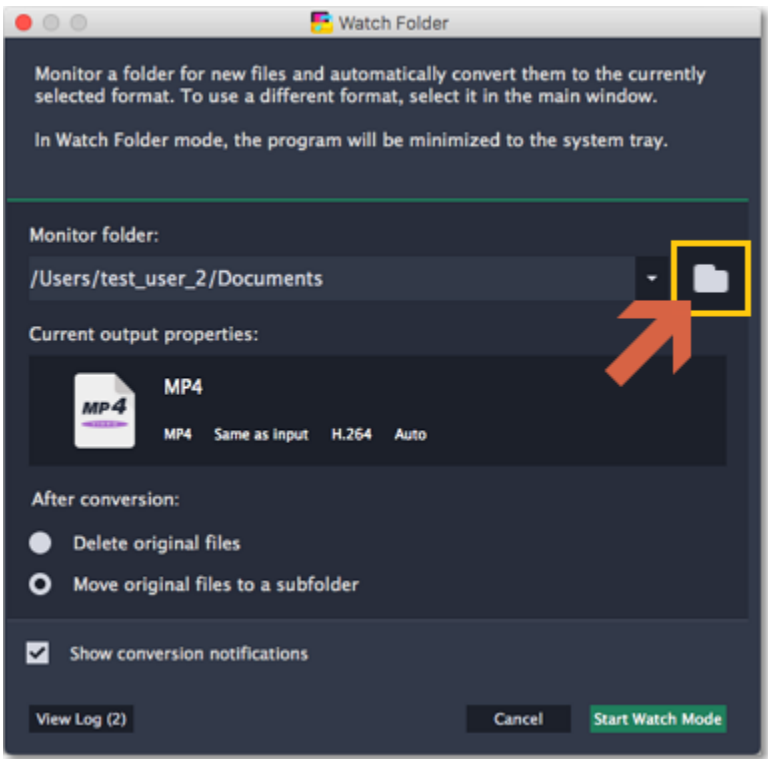 Watch Folder
Monitor a folder for new files and automatically convert them to the currently
selected format. To use a different format, select it in the main window.
In Watch Folder mode, the program will be minimized to the system tray.
Monitor folder:
/Users/test_user_2/Documents
Current output properties:
MP4
MP4
VIDEO
MP4 Same as input H.264 Auto
After conversion:
Delete original files
Move original files to a subfolder
Show conversion notifications
View Log (2) Cancel Start Watch Mode